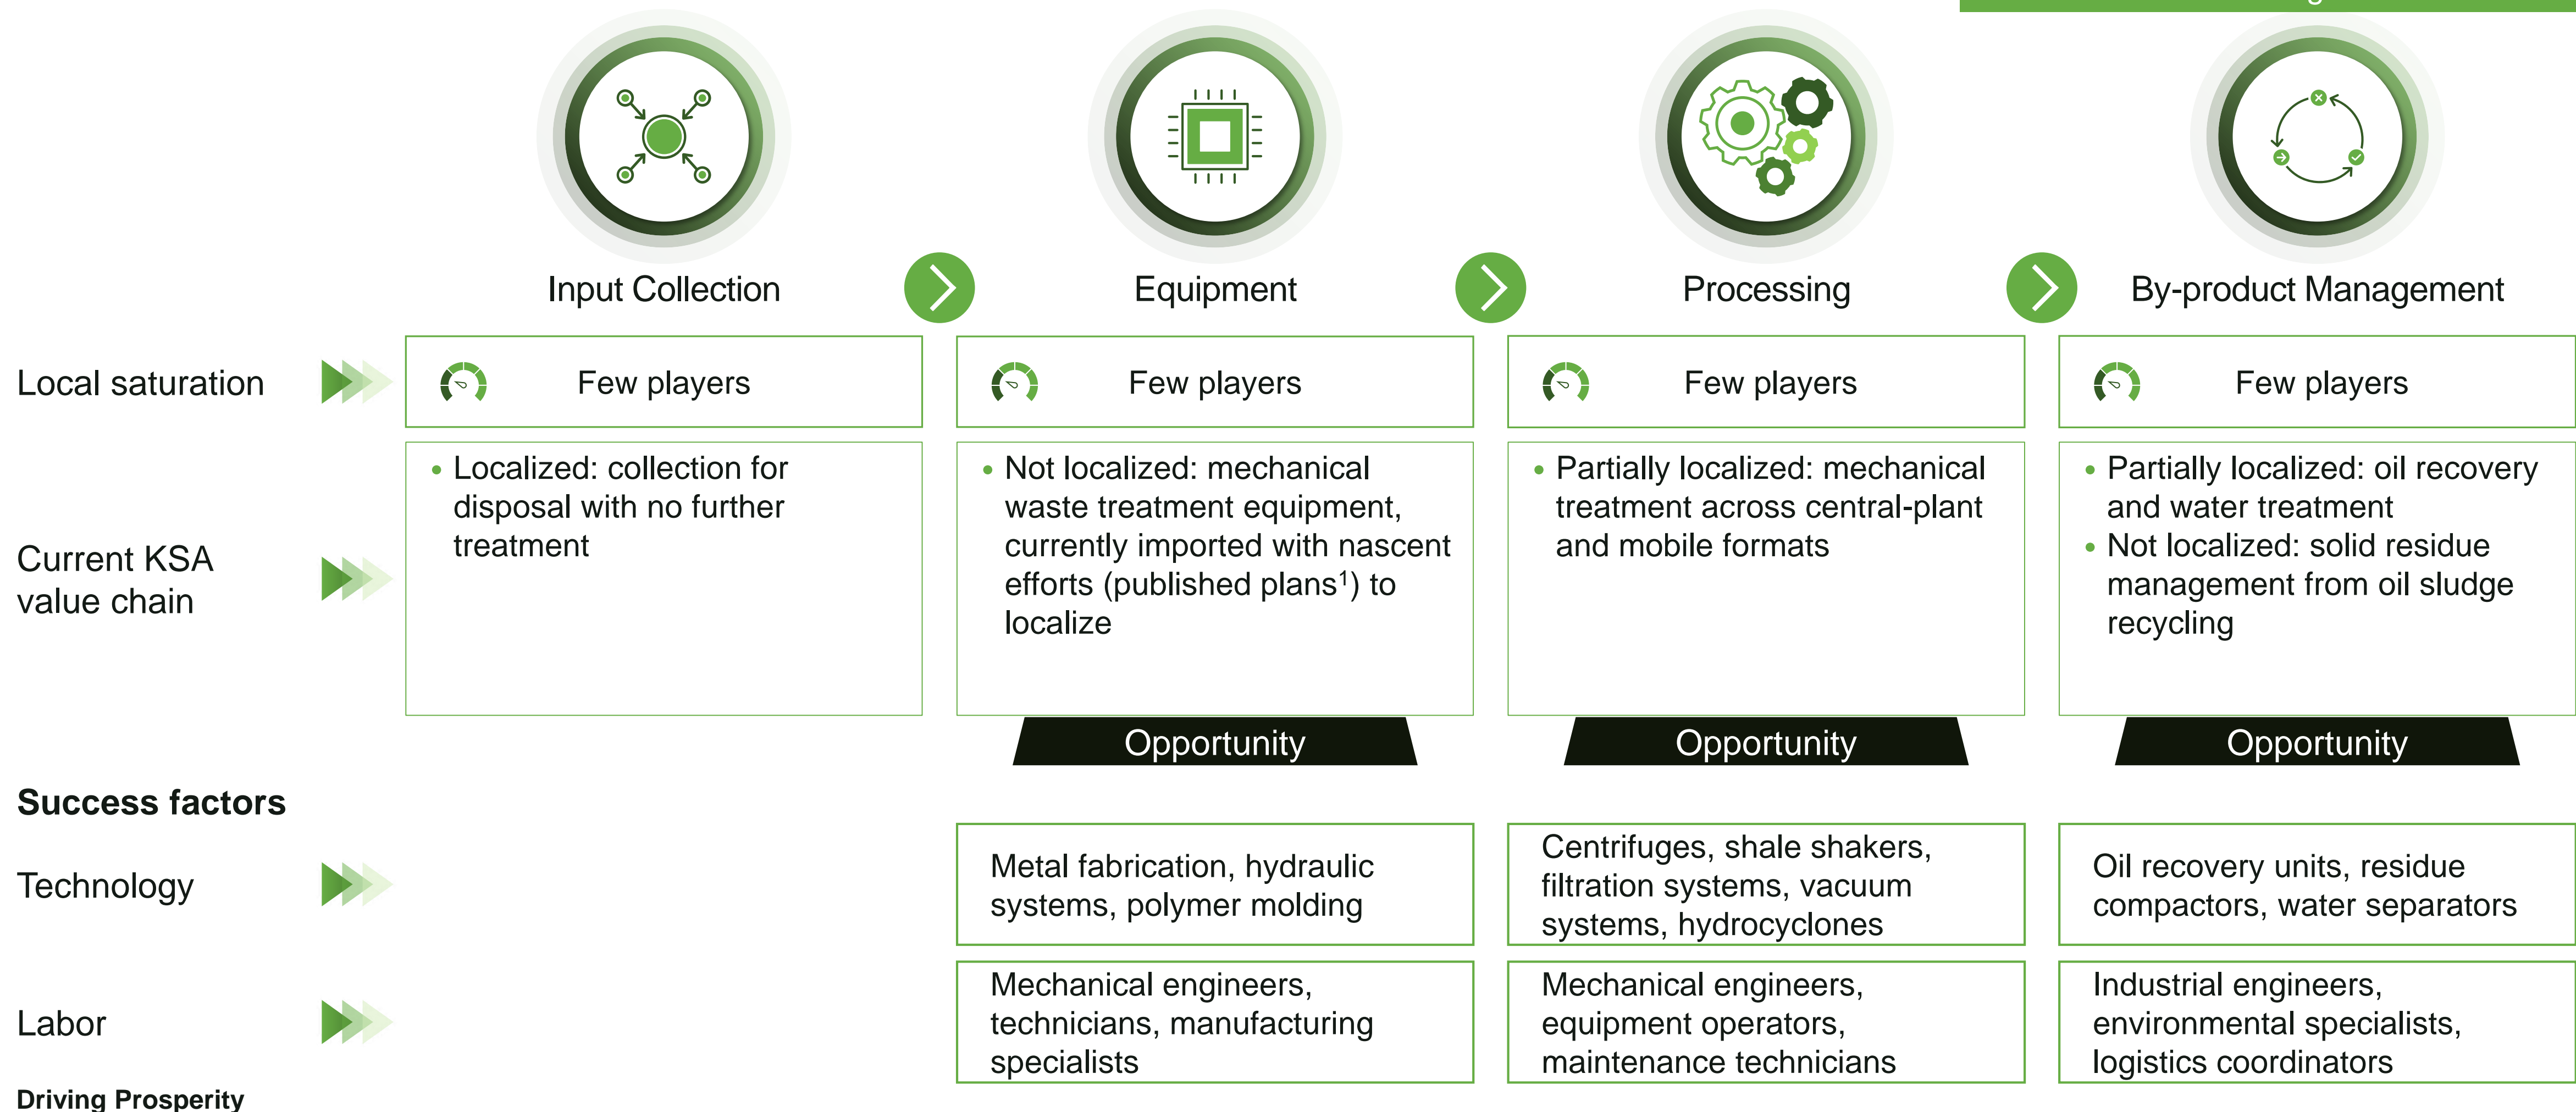 Input Collection
Equipment
Processing
By-product Management
Local saturation
Few players
Few players
Few players
Few players
Current KSA
value chain
• Localized: collection for
disposal with no further
treatment
• Not localized: mechanical
waste treatment equipment,
currently imported with nascent
efforts (published plans¹) to
localize
• Partially localized: mechanical
treatment across central-plant
and mobile formats
• Partially localized: oil recovery
and water treatment
• Not localized: solid residue
management from oil sludge
recycling
Opportunity
Opportunity
Opportunity
Success factors
Technology
Metal fabrication, hydraulic
systems, polymer molding
Centrifuges, shale shakers,
filtration systems, vacuum
systems, hydrocyclones
Oil recovery units, residue
compactors, water separators
Labor
Mechanical engineers,
technicians, manufacturing
specialists
Mechanical engineers,
equipment operators,
maintenance technicians
Industrial engineers,
environmental specialists,
logistics coordinators
Driving Prosperity